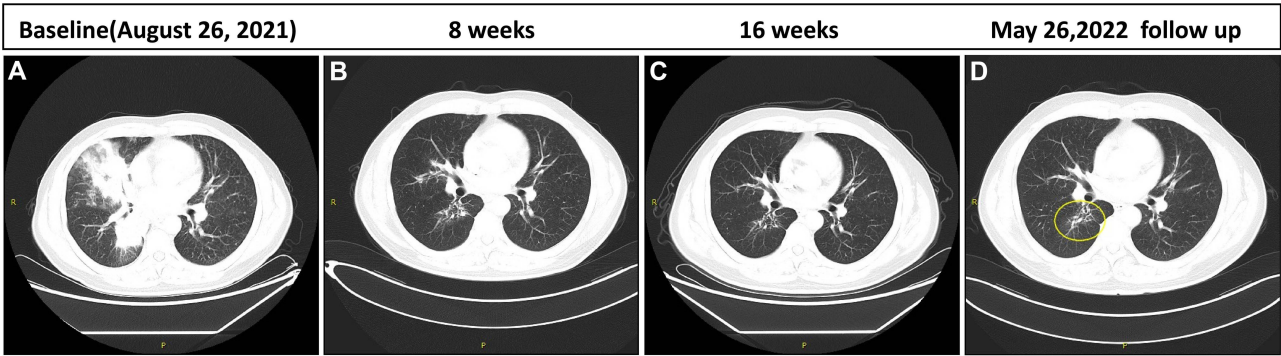 Baseline(August 26, 2021) 8 weeks 16 weeks May 26,2022 follow up
A B C D
R R R R
P P P P